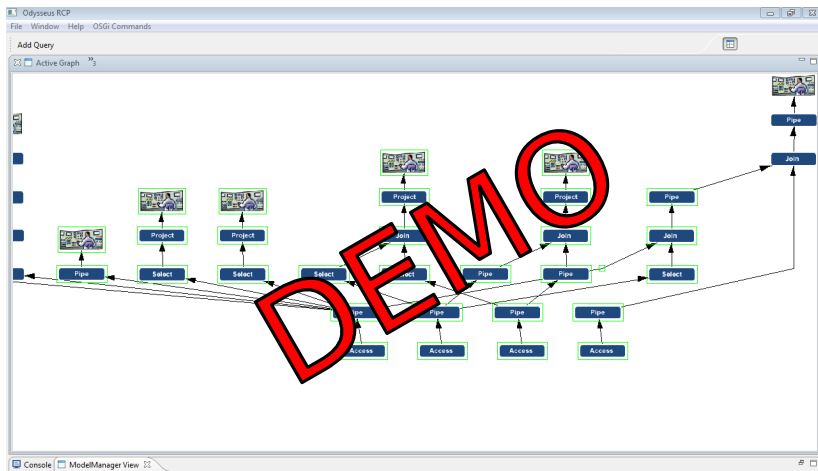 Odysseus RCP
File Window Help OSGi Commands
Add Query
Active Graph »3
Pipe
Join
Project Project Pipe
Project Project Join Join Join
Pipe Select Select Select Select Pipe Pipe Select
Pipe Pipe Pipe Pipe
Access Access Access Access
DEMO
Console ModelManager View